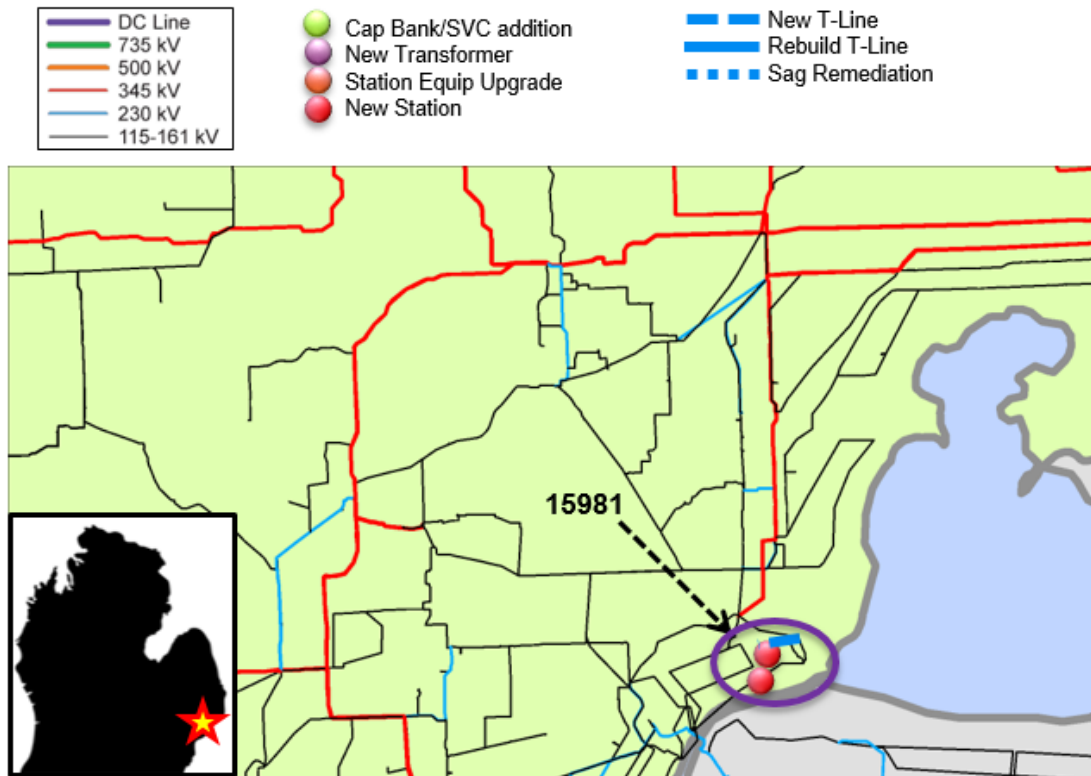 DC Line
735 kV
500 kV
345 kV
230 kV
115-161 kV
Cap Bank/SVC addition
New Transformer
Station Equip Upgrade
New Station
New T-Line
Rebuild T-Line
Sag Remediation
15981